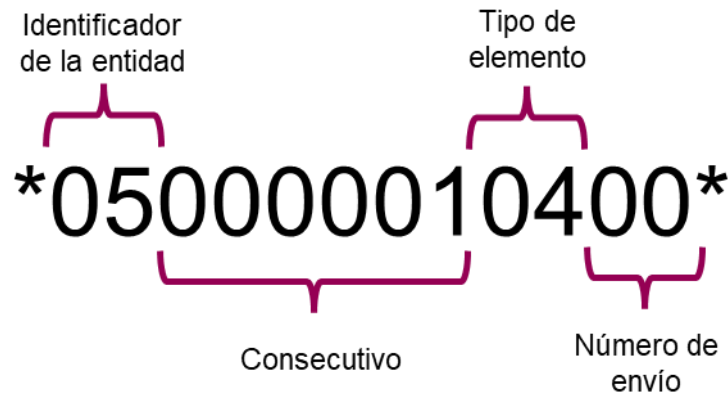 Identificador
de la entidad
Tipo de
elemento
*050000010400*
Consecutivo
Número de
envío